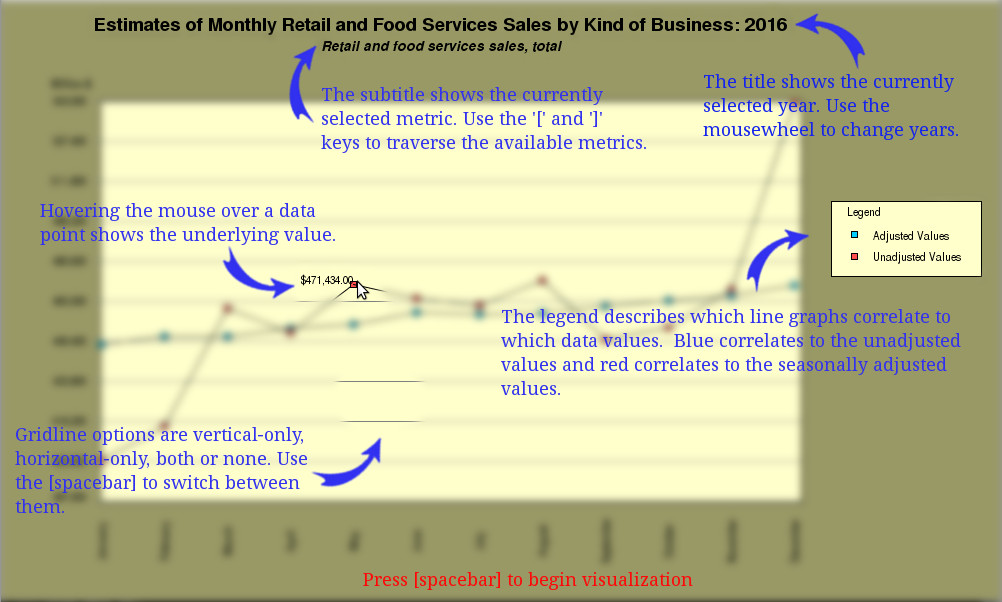 Estimates of Monthly Retail and Food Services Sales by Kind of Business: 2016
Retail and food services sales, total
The title shows the currently
selected year. Use the
mousewheel to change years.
The subtitle shows the currently
selected metric. Use the '[' and ']'
keys to traverse the available metrics.
Hovering the mouse over a data
point shows the underlying value.
$471,434.00
Legend
Adjusted Values
Unadjusted Values
The legend describes which line graphs correlate to
which data values.  Blue correlates to the unadjusted
values and red correlates to the seasonally adjusted
values.
Gridline options are vertical-only,
horizontal-only, both or none. Use
the [spacebar] to switch between
them.
Press [spacebar] to begin visualization